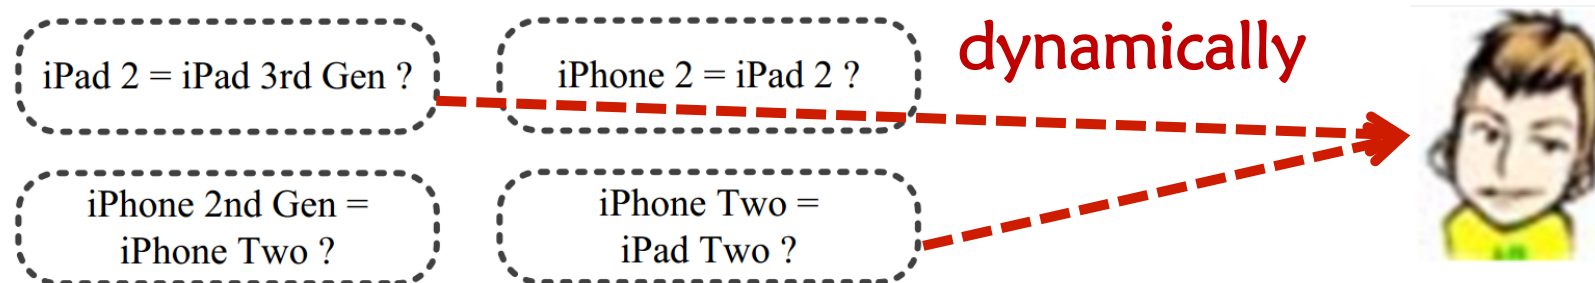 iPad 2 = iPad 3rd Gen ?
iPhone 2 = iPad 2 ?
dynamically
iPhone 2nd Gen =
iPhone Two ?
iPhone Two =
iPad Two ?